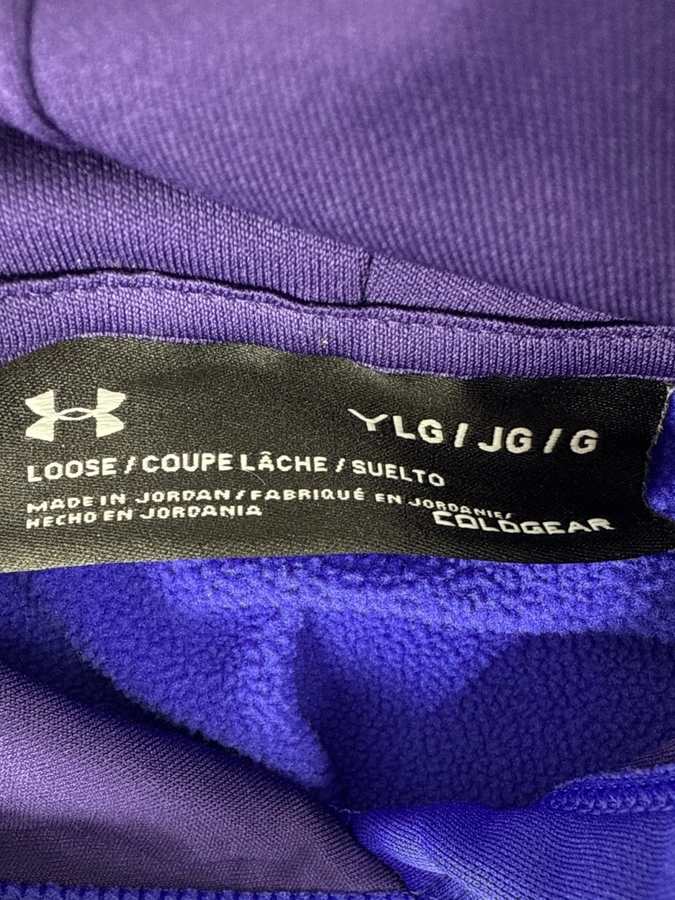 YLG / JG / G
LOOSE / COUPE LÂCHE / SUELTO
MADE IN JORDAN / FABRIQUÉ EN JORDANIE/
HECHO EN JORDANIA
COLDGEAR